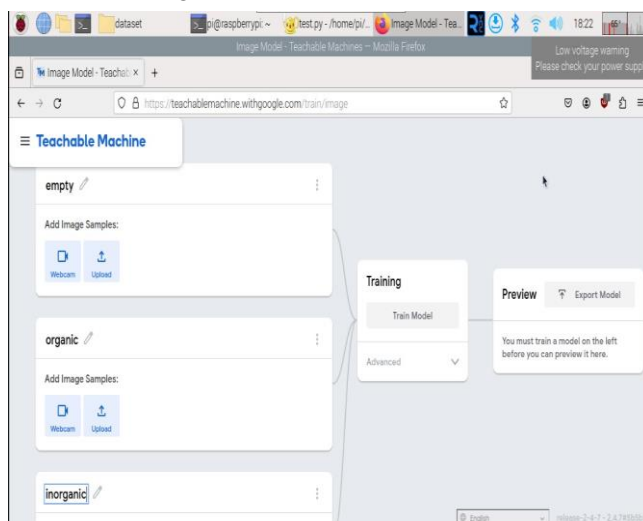 dataset
pi@raspberrypi: ~
test.py - /home/pi/...
Image Model - Tea...
18:22
Image Model - Teachable Machines — Mozilla Firefox
Low voltage warning
Please check your power suppl
Image Model - Teachab
https://teachablemachine.withgoogle.com/train/image
Teachable Machine
empty
Add Image Samples:
Webcam
Upload
Training
Train Model
Advanced
Preview
Export Model
You must train a model on the left
before you can preview it here.
organic
Add Image Samples:
Webcam
Upload
inorganic
English